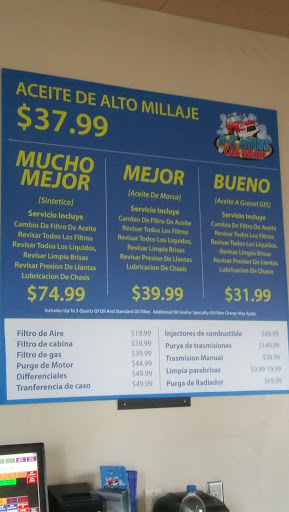 ACEITE DE ALTO MILLAJE
$37.99
MUCHO
MEJOR
[Sintetico]
Servicio Incluye
Cambio De Filtro De Aceite
Revisar Todos Los Filtros
Revisar Todos Los Liquidos,
Revisar Limpia Brisas
Revisar Presion De Llantas
Lubricacion De Chasis
$74.99
MEJOR
[Aceite De Marca]
Servicio Incluye
Cambio De Filtro De Aceite
Revisar Todos Los Filtros
Revisar Todos Los Liquidos,
Revisar Limpia Brisas
Revisar Presion De Llantas
Lubricacion De Chasis
$39.99
BUENO
[Aceite A Granel Gf5]
Servicio Incluye
Cambio De Filtro De Aceite
Revisar Todos Los Filtros
Revisar Todos Los Liquidos,
Revisar Limpia Brisas
Revisar Presion De Llantas
Lubricacion De Chasis
$31.99
Includes Up To 5 Quarts Of Oil And Standard Oil Filter. Additional Oil And/or Specialty Oil Filter Charge May Apply.
Filtro de Aire $19.99
Filtro de cabina $39.99
Filtro de gas $39.99
Purge de Motor $44.99
Differenciales $49.99
Tranferencia de caso $49.99
Injectores de combustible $49.99
Purya de trasmisiones $149.99
Trasmision Manual $39.99
Limpia parabrisas $9.99-19.99
Purga de Radiador $69.99